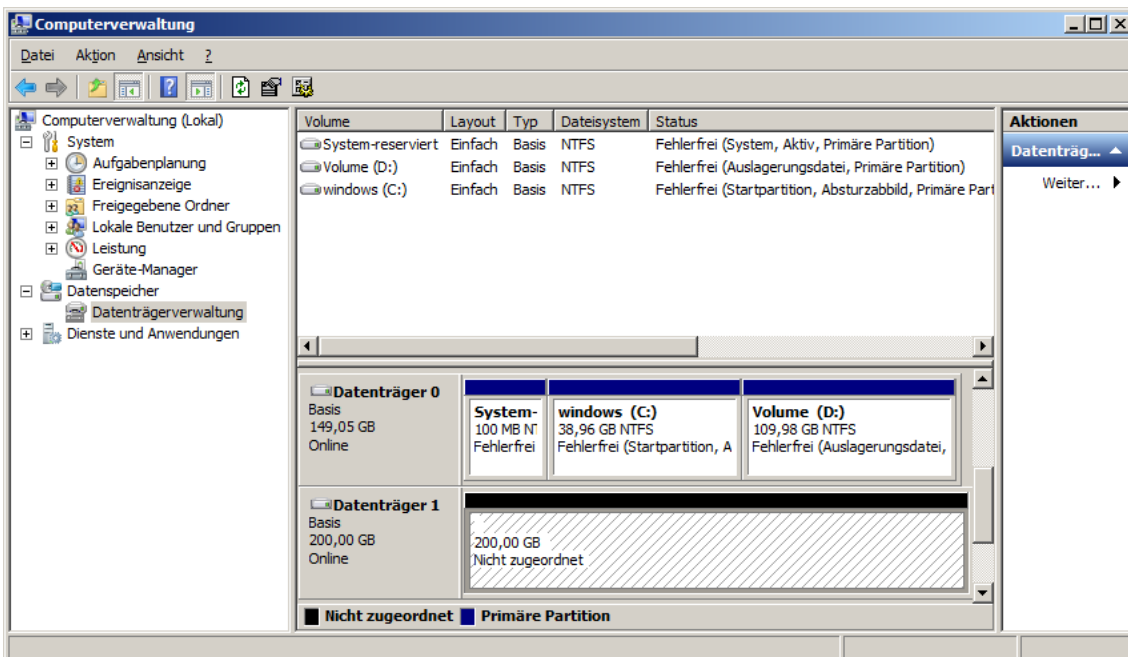 Computerverwaltung
Datei Aktion Ansicht ?
Computerverwaltung (Lokal)
System
Aufgabenplanung
Ereignisanzeige
Freigegebene Ordner
Lokale Benutzer und Gruppen
Leistung
Geräte-Manager
Datenspeicher
Datenträgerverwaltung
Dienste und Anwendungen
Volume Layout Typ Dateisystem Status
System-reserviert Einfach Basis NTFS Fehlerfrei (System, Aktiv, Primäre Partition)
Volume (D:) Einfach Basis NTFS Fehlerfrei (Auslagerungsdatei, Primäre Partition)
windows (C:) Einfach Basis NTFS Fehlerfrei (Startpartition, Absturzabbild, Primäre Part
Datenträger 0
Basis
149,05 GB
Online
System-
100 MB NT
Fehlerfrei
windows (C:)
38,96 GB NTFS
Fehlerfrei (Startpartition, A
Volume (D:)
109,98 GB NTFS
Fehlerfrei (Auslagerungsdatei,
Datenträger 1
Basis
200,00 GB
Online
200,00 GB
Nicht zugeordnet
Nicht zugeordnet Primäre Partition
Aktionen
Datenträg...
Weiter...